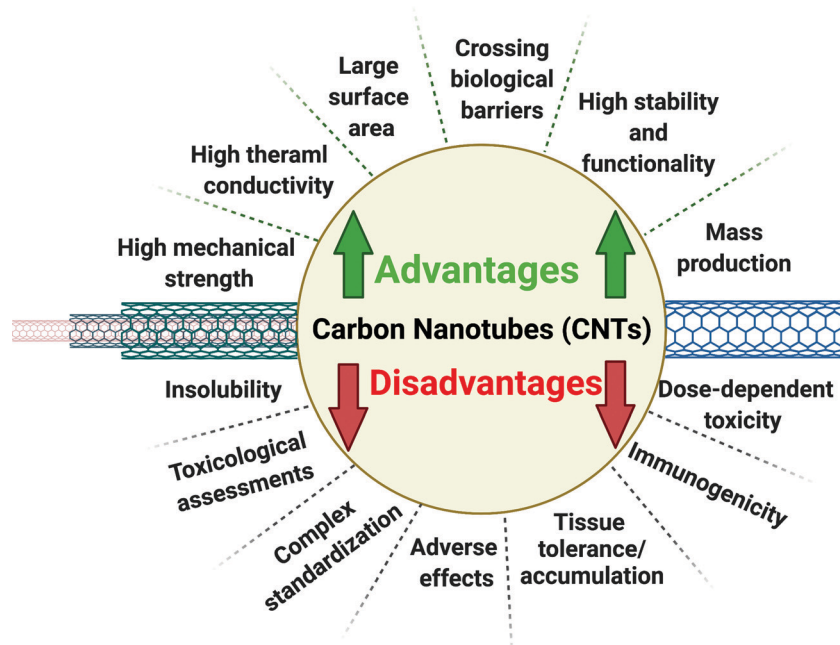 Crossing
biological
barriers
Large
surface
area
High stability
and
functionality
High theraml
conductivity
Mass
production
High mechanical
strength
Advantages
Carbon Nanotubes (CNTs)
Disadvantages
Insolubility
Dose-dependent
toxicity
Toxicological
assessments
Immunogenicity
Complex
standardization
Adverse
effects
Tissue
tolerance/
accumulation